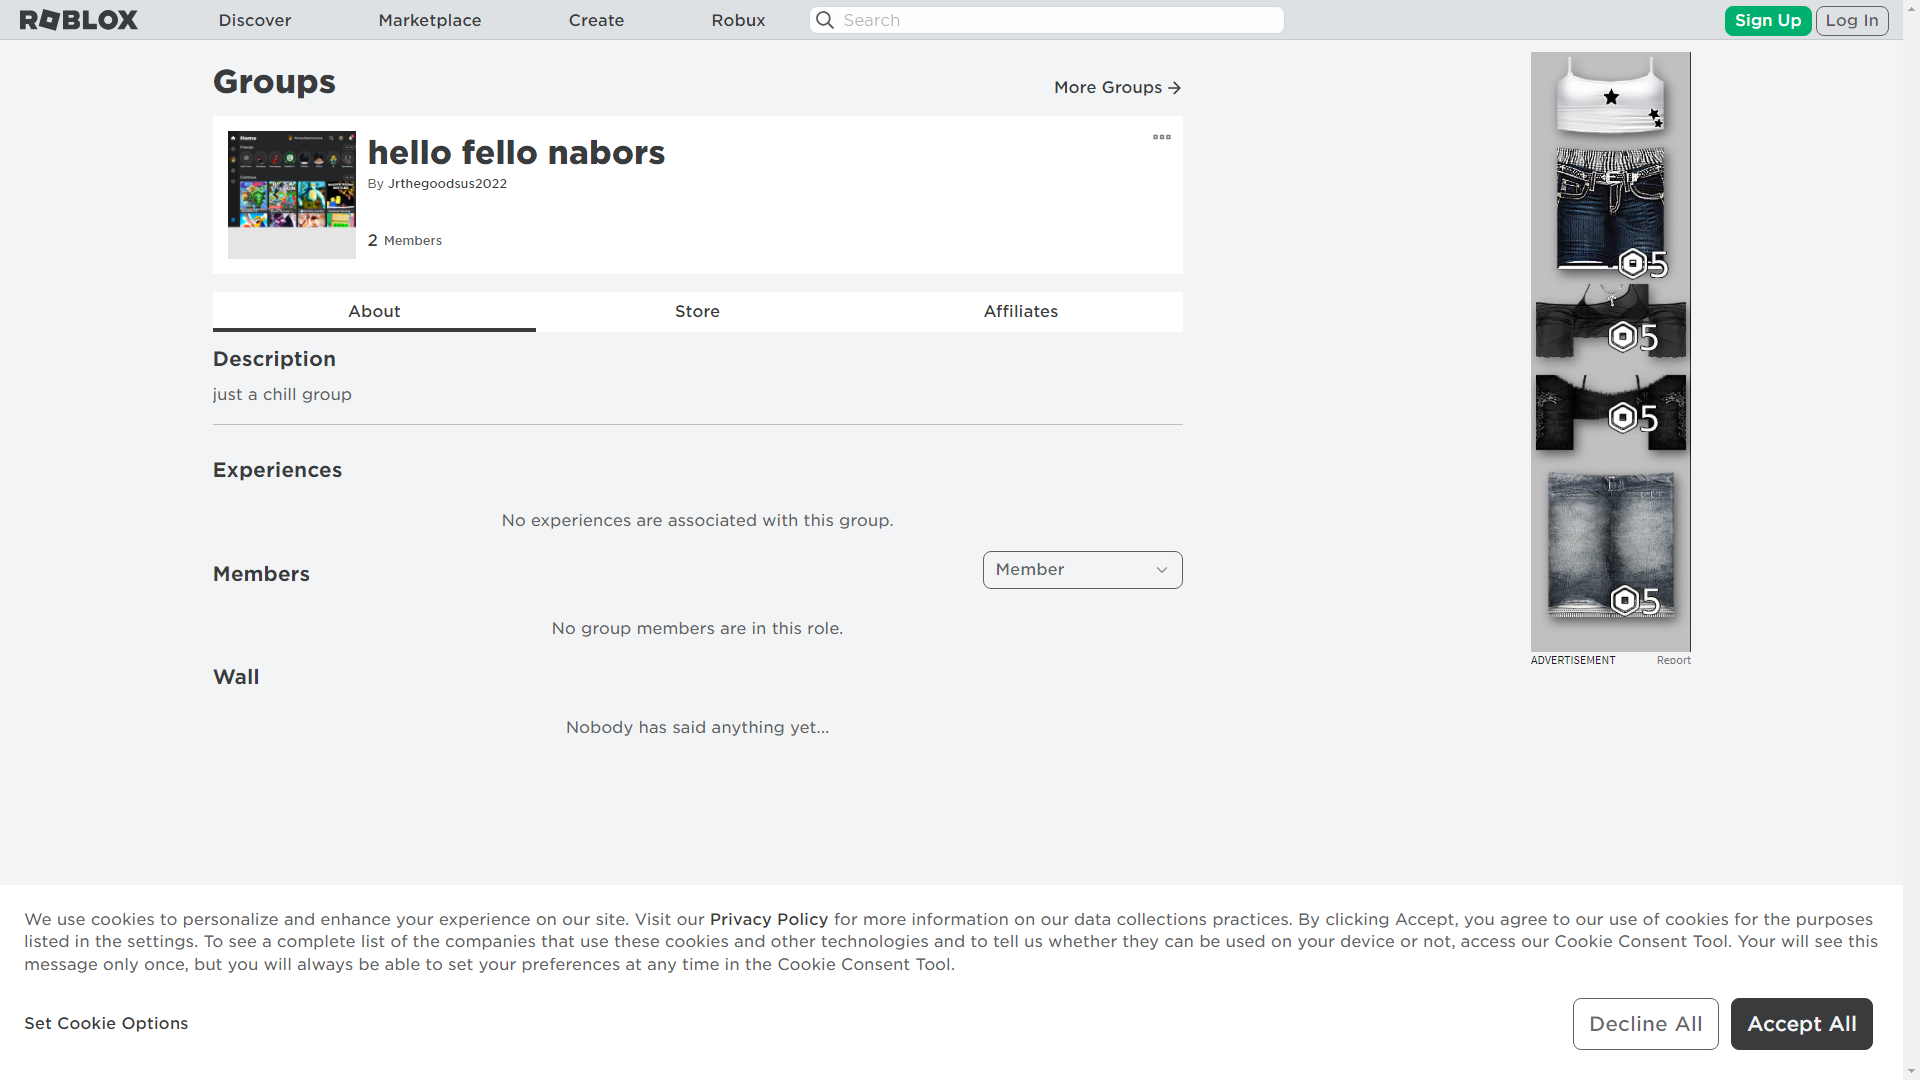 ROBLOX
Discover
Marketplace
Create
Robux
Search
Sign Up
Log In
Groups
More Groups
Home
hello fello nabors
By Jrthegoodsus2022
2 Members
About
Store
Affiliates
Description
just a chill group
Experiences
No experiences are associated with this group.
Members
Member
No group members are in this role.
Wall
Nobody has said anything yet...
5
5
5
5
ADVERTISEMENT
Report
We use cookies to personalize and enhance your experience on our site. Visit our Privacy Policy for more information on our data collections practices. By clicking Accept, you agree to our use of cookies for the purposes
listed in the settings. To see a complete list of the companies that use these cookies and other technologies and to tell us whether they can be used on your device or not, access our Cookie Consent Tool. Your will see this
message only once, but you will always be able to set your preferences at any time in the Cookie Consent Tool.
Set Cookie Options
Decline All
Accept All